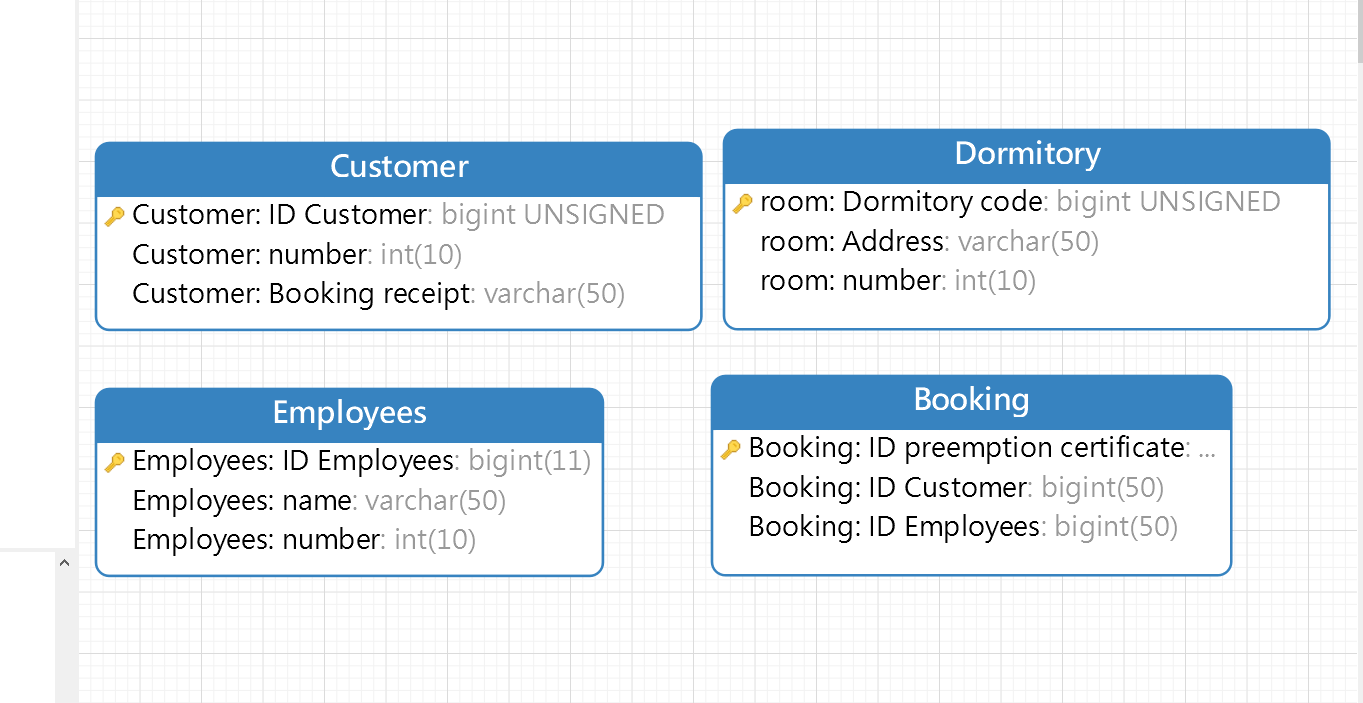 Customer
Customer: ID Customer: bigint UNSIGNED
Customer: number: int(10)
Customer: Booking receipt: varchar(50)
Dormitory
room: Dormitory code: bigint UNSIGNED
room: Address: varchar(50)
room: number: int(10)
Employees
Employees: ID Employees: bigint(11)
Employees: name: varchar(50)
Employees: number: int(10)
Booking
Booking: ID preemption certificate: ...
Booking: ID Customer: bigint(50)
Booking: ID Employees: bigint(50)